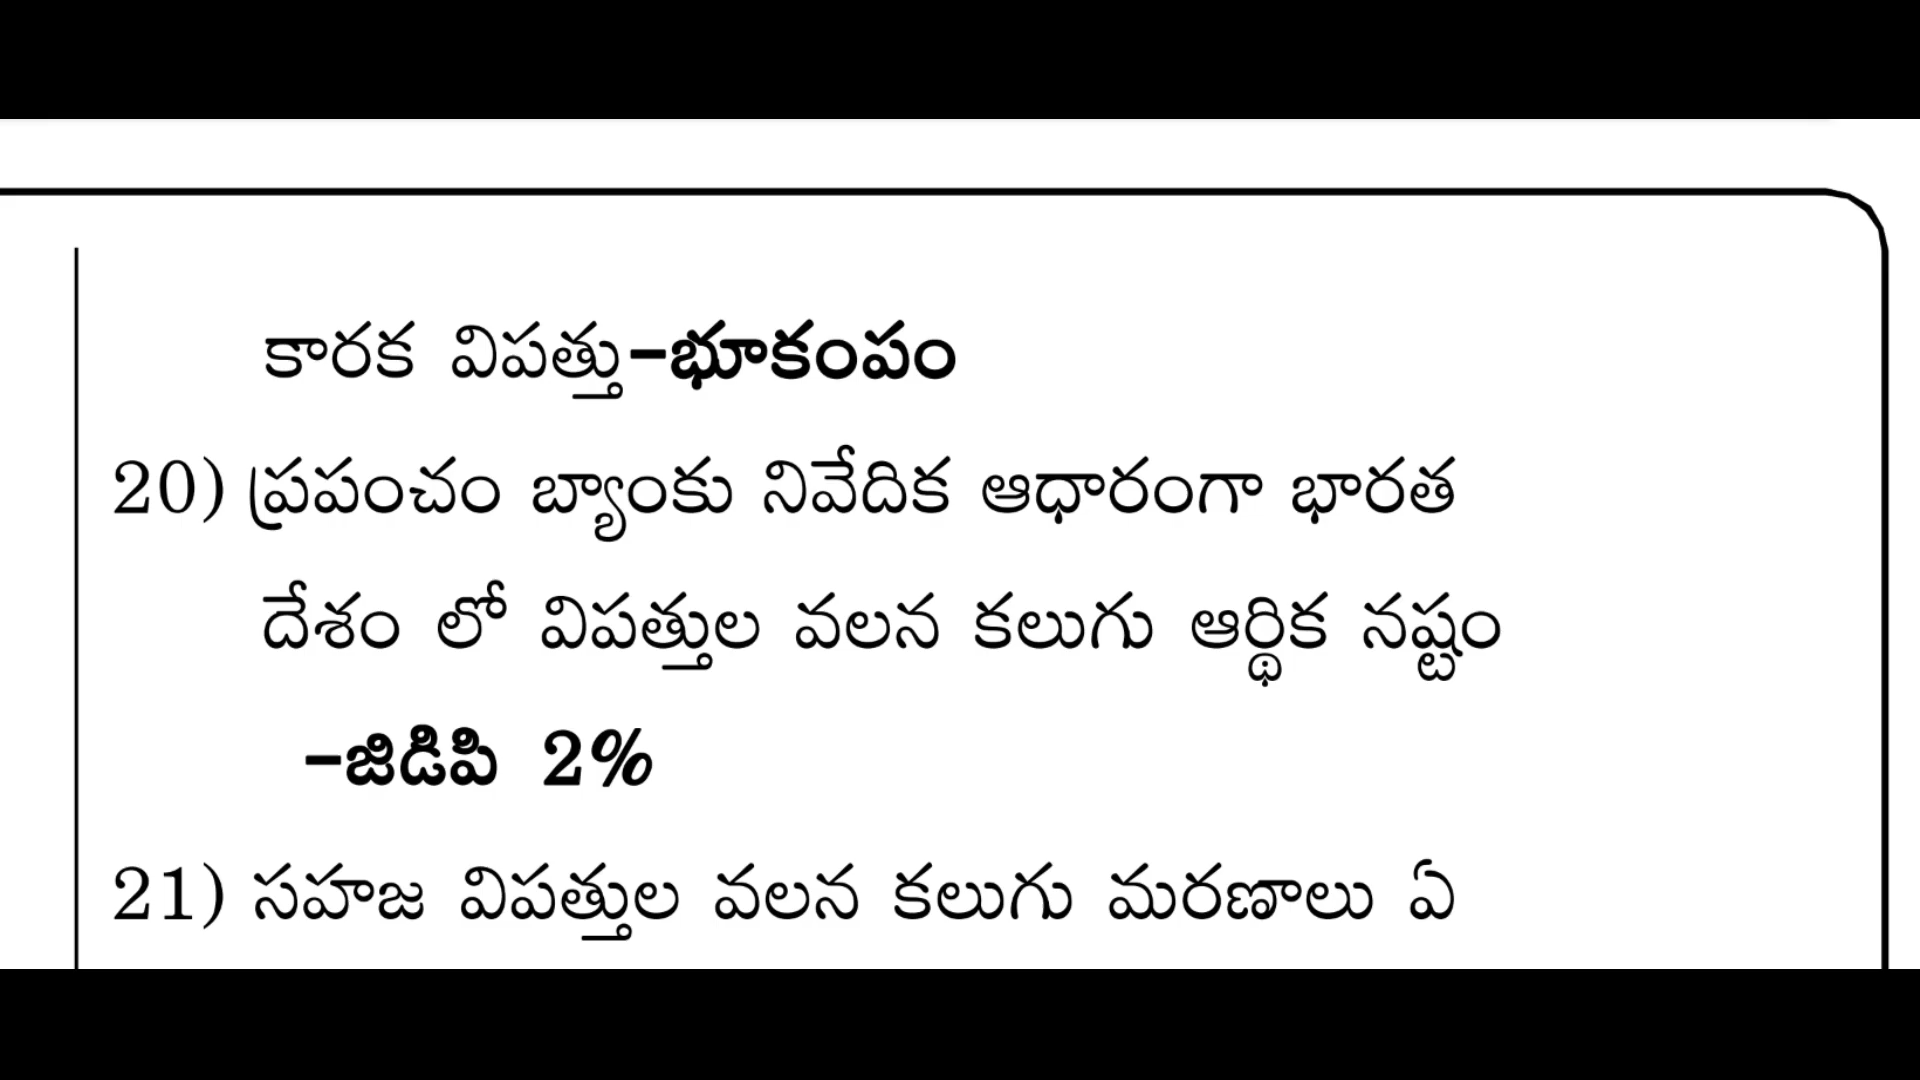 కారక విపత్తు-భూకంపం
20) ప్రపంచం బ్యాంకు నివేదిక ఆధారంగా భారత
దేశం లో విపత్తుల వలన కలుగు ఆర్థిక నష్టం
-జిడిపి 2%
21) సహజ విపత్తుల వలన కలుగు మరణాలు ఏ